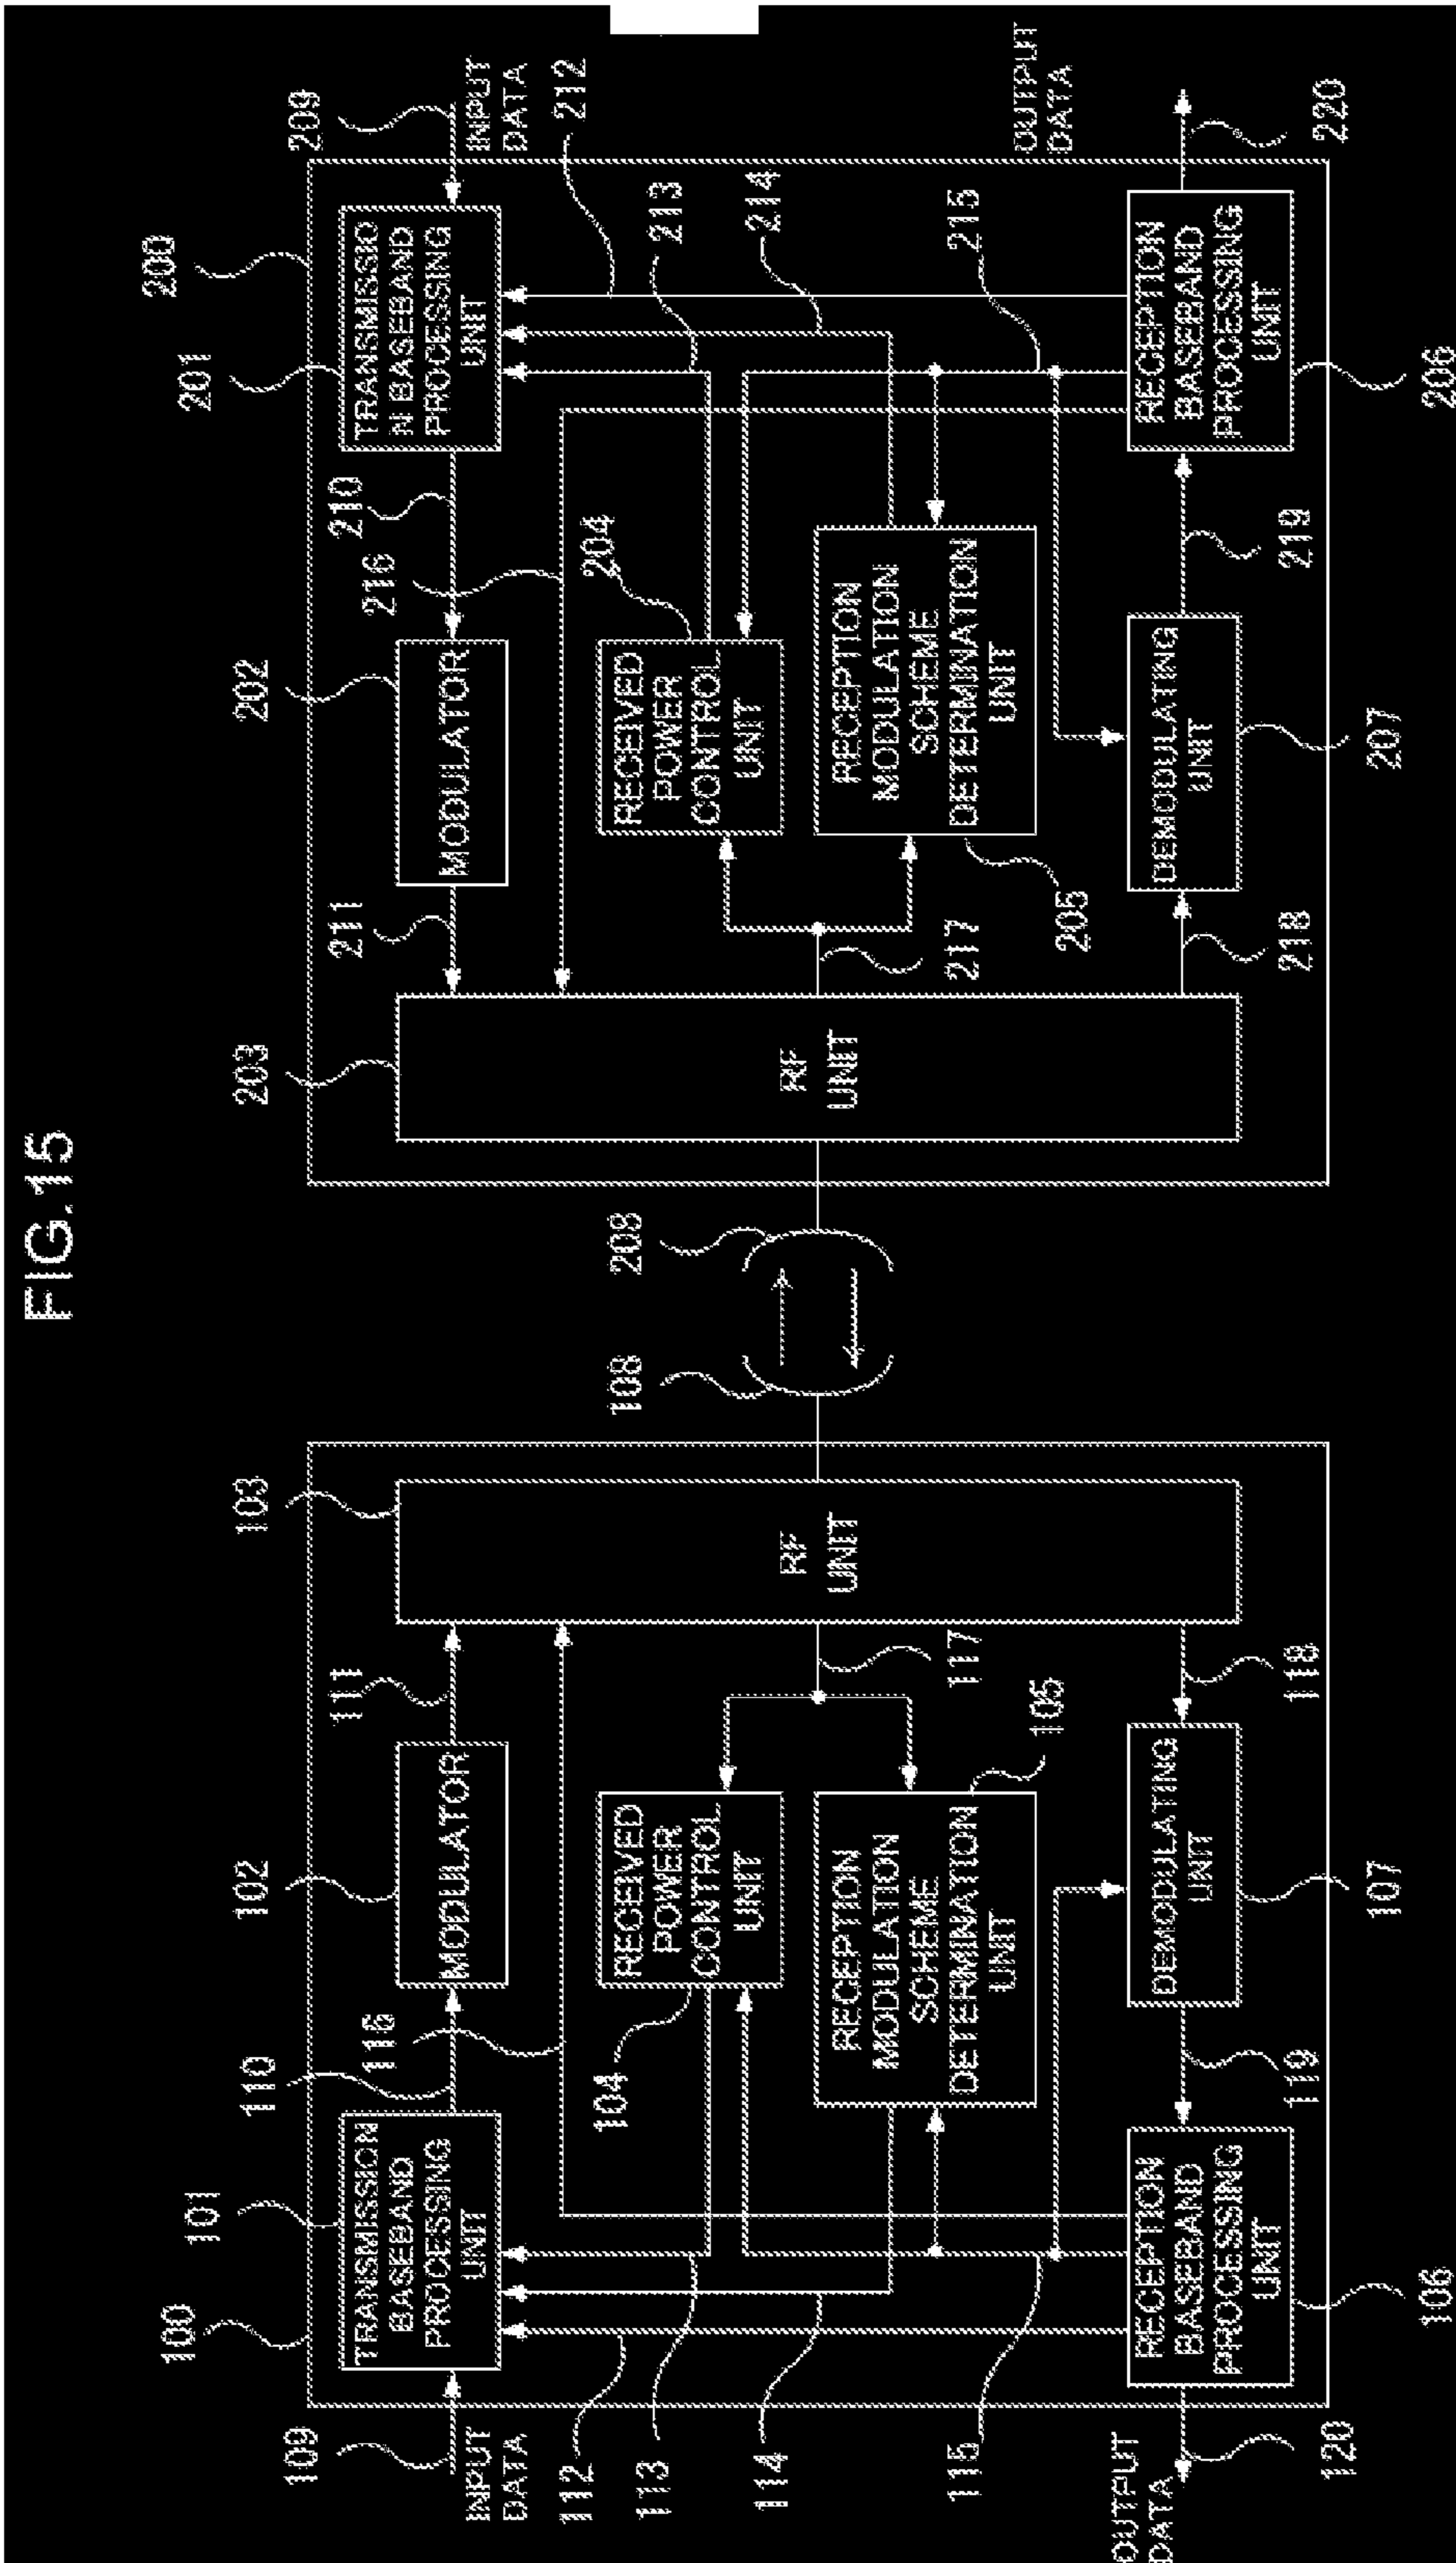 FIG.15
100
101
TRANSMISSION
BASEBAND
PROCESSING
UNIT
109
INPUT
DATA
110
102
MODULATOR
111
103
RF
UNIT
116
112
113
114
104
RECEIVED
POWER
CONTROL
UNIT
117
RECEPTION
MODULATION
SCHEME
DETERMINATION
UNIT
105
115
118
DEMODULATING
UNIT
107
119
RECEPTION
BASEBAND
PROCESSING
UNIT
106
OUTPUT
DATA
120
108
208
200
203
RF
UNIT
211
202
MODULATOR
210
201
TRANSMISSIO
N BASEBAND
PROCESSING
UNIT
209
INPUT
DATA
216
204
RECEIVED
POWER
CONTROL
UNIT
212
213
214
217
RECEPTION
MODULATION
SCHEME
DETERMINATION
UNIT
205
215
218
DEMODULATING
UNIT
207
219
RECEPTION
BASEBAND
PROCESSING
UNIT
206
OUTPUT
DATA
220